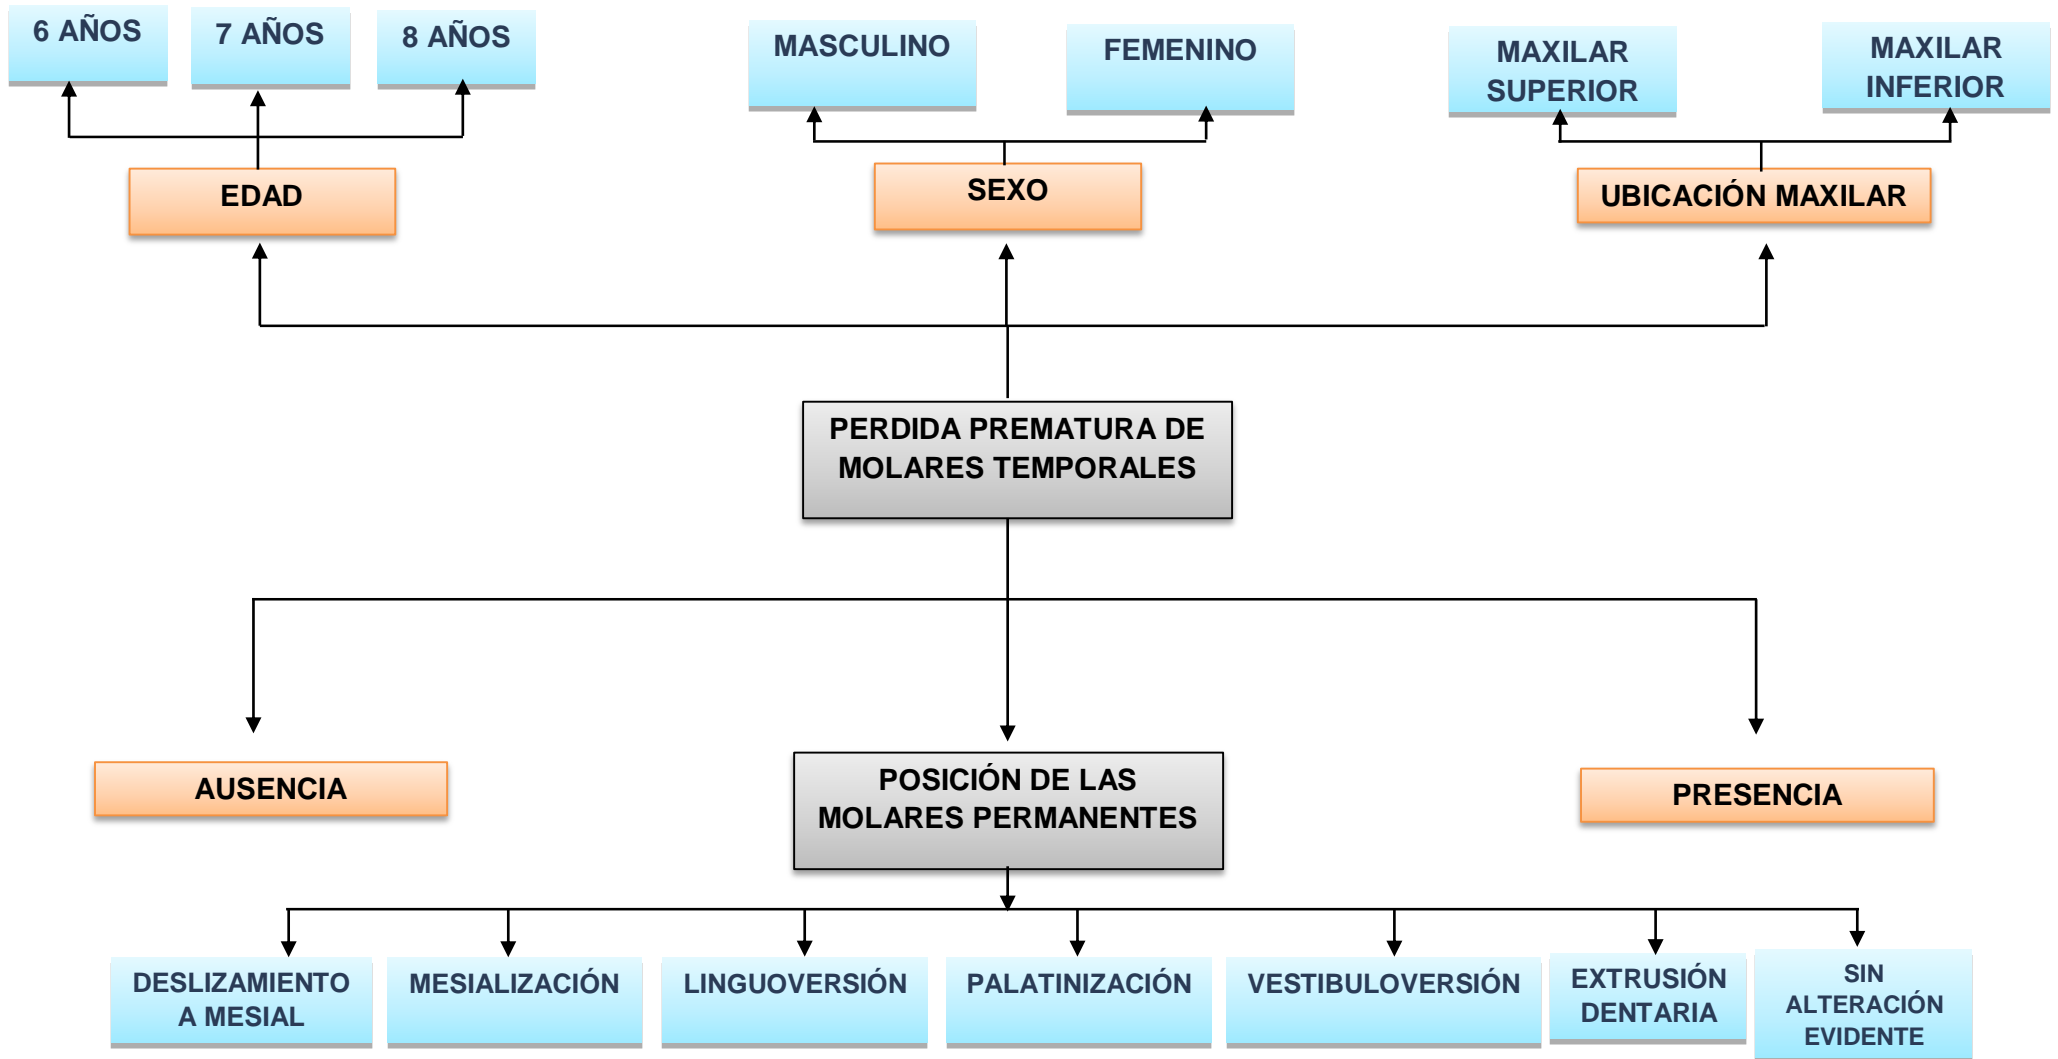 6 AÑOS
7 AÑOS
8 AÑOS
MASCULINO
FEMENINO
MAXILAR
SUPERIOR
MAXILAR
INFERIOR
EDAD
SEXO
UBICACIÓN MAXILAR
PERDIDA PREMATURA DE
MOLARES TEMPORALES
AUSENCIA
POSICIÓN DE LAS
MOLARES PERMANENTES
PRESENCIA
DESLIZAMIENTO
A MESIAL
MESIALIZACIÓN
LINGUOVERSIÓN
PALATINIZACIÓN
VESTIBULOVERSIÓN
EXTRUSIÓN
DENTARIA
SIN
ALTERACIÓN
EVIDENTE